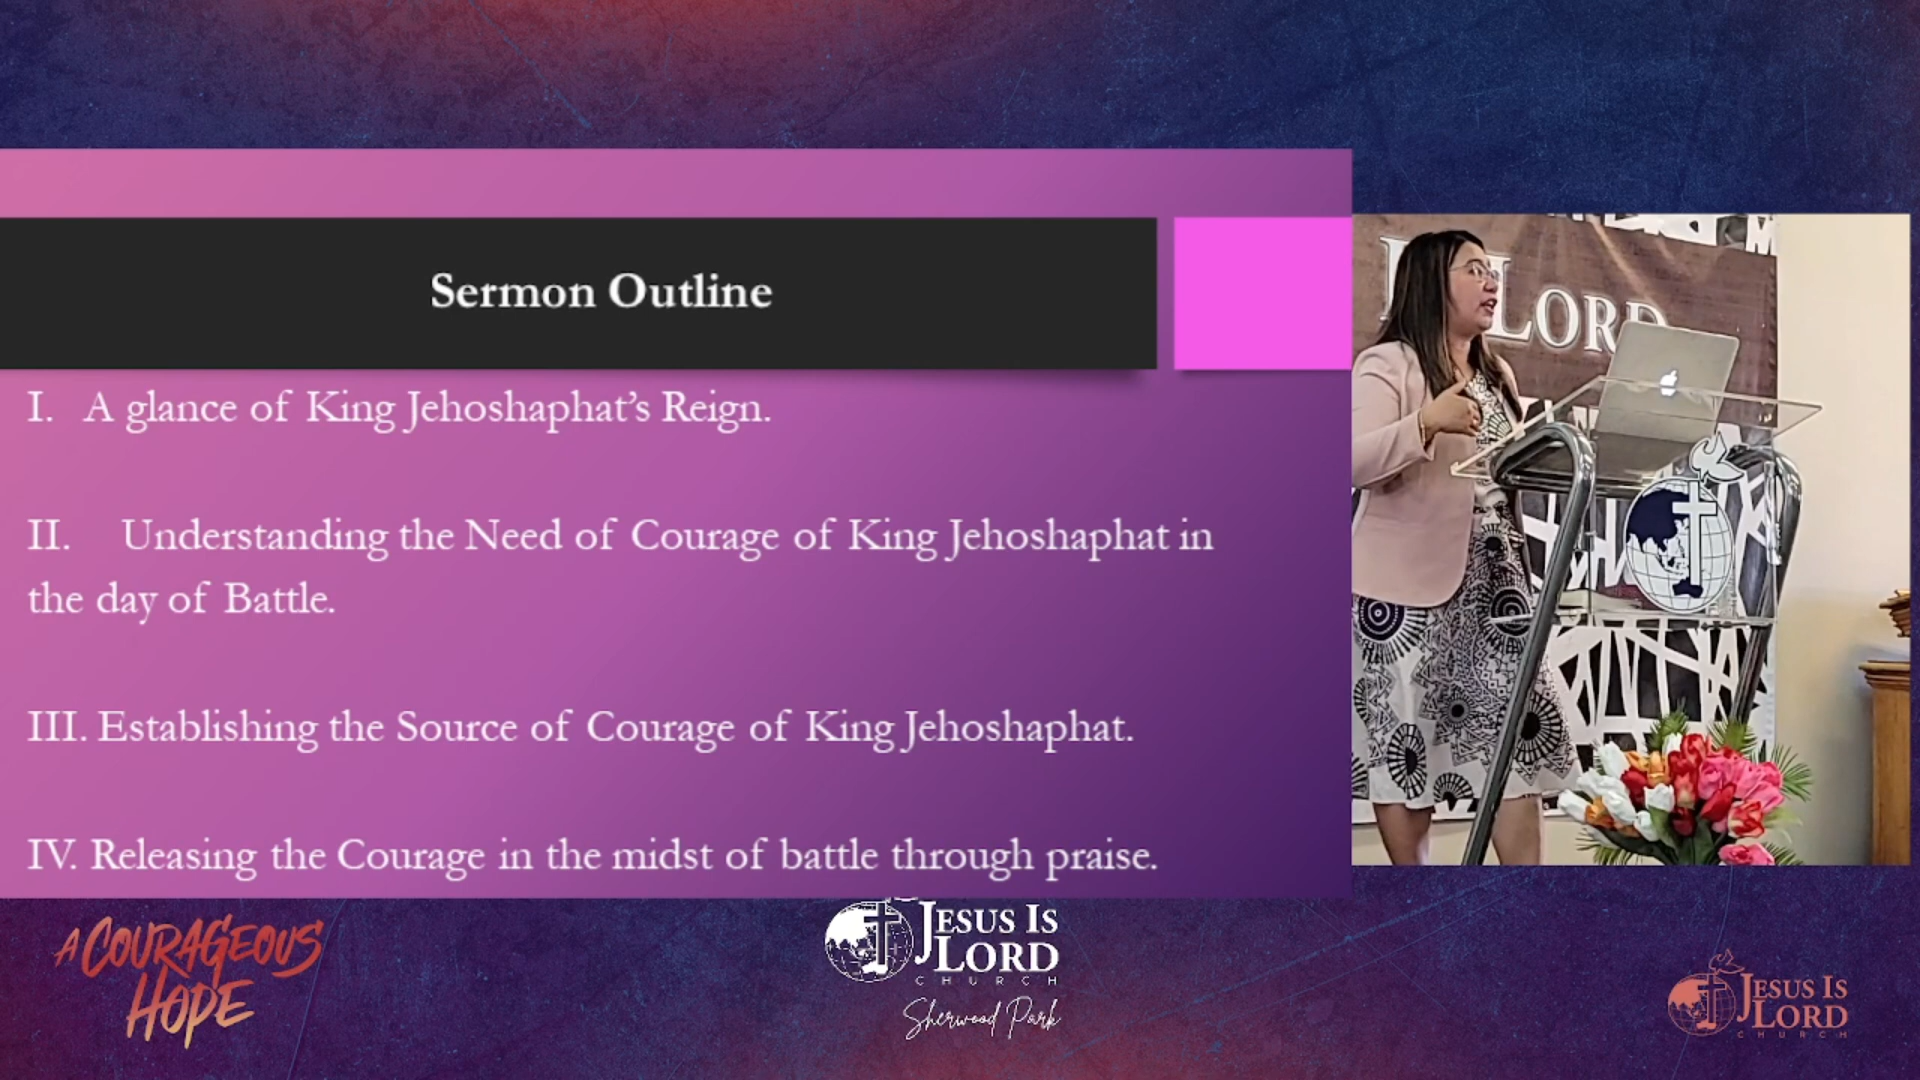 Sermon Outline
I. A glance of King Jehoshaphat's Reign.
II. Understanding the Need of Courage of King Jehoshaphat in
the day of Battle.
III. Establishing the Source of Courage of King Jehoshaphat.
IV. Releasing the Courage in the midst of battle through praise.
LORD
A COURAGEOUS
HOPE
JESUS IS
LORD
CHURCH
Sherwood Park
JESUS IS
LORD
CHURCH